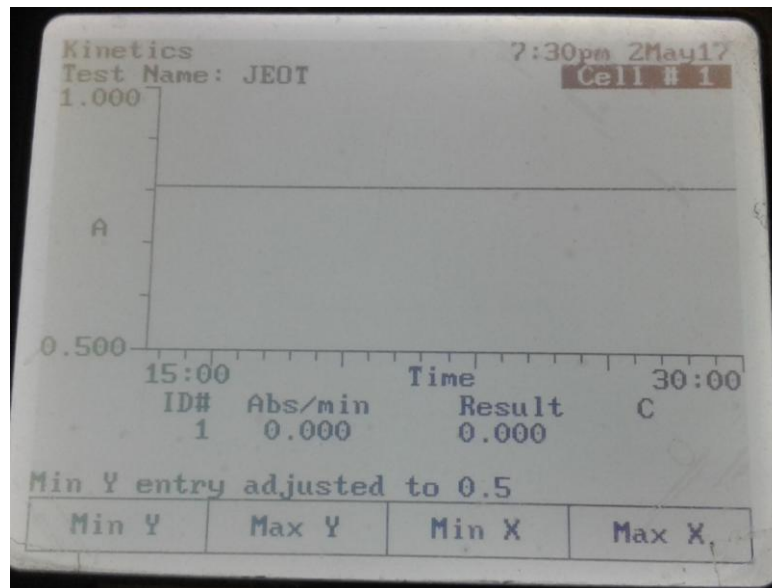 Kinetics 7:30pm 2May17
Test Name: JEOT Cell # 1
1.000
A
0.500
15:00 Time 30:00
ID# Abs/min Result C
1 0.000 0.000
Min Y entry adjusted to 0.5
Min Y Max Y Min X Max X